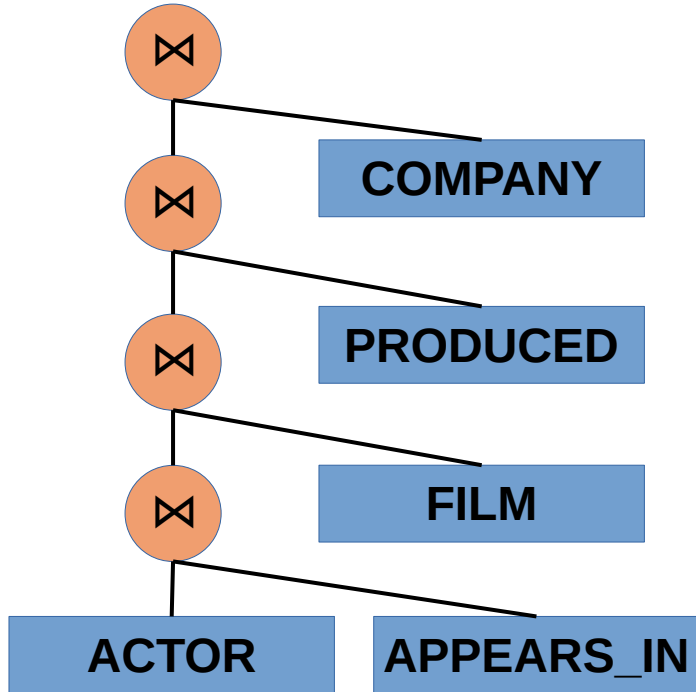 ⋈
COMPANY
⋈
PRODUCED
⋈
FILM
⋈
ACTOR
APPEARS_IN